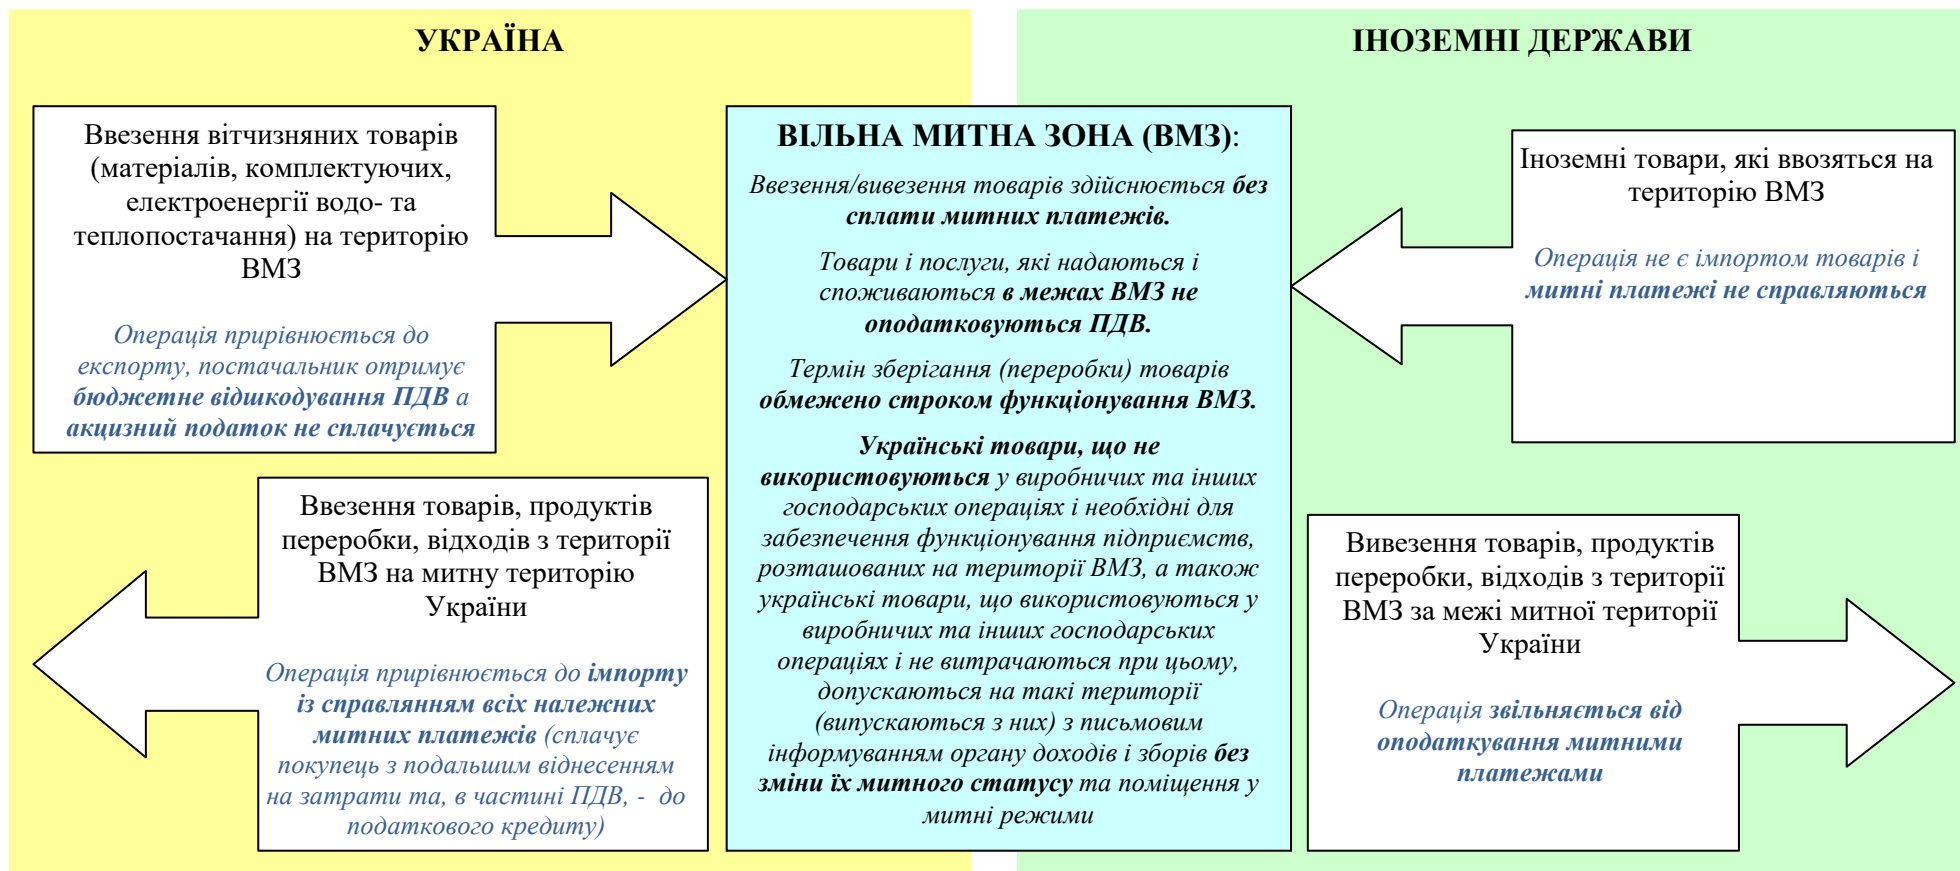 УКРАЇНА
ІНОЗЕМНІ ДЕРЖАВИ
Ввезення вітчизняних товарів
(матеріалів, комплектуючих,
електроенергії водо- та
теплопостачання) на територію
ВМЗ
Операція прирівнюється до
експорту, постачальник отримує
бюджетне відшкодування ПДВ а
акцизний податок не сплачується
Ввезення товарів, продуктів
переробки, відходів з території
ВМЗ на митну територію
України
Операція прирівнюється до імпорту
із справлянням всіх належних
митних платежів (сплачує
покупець з подальшим віднесенням
на затрати та, в частині ПДВ, - до
податкового кредиту)
ВІЛЬНА МИТНА ЗОНА (ВМЗ):
Ввезення/вивезення товарів здійснюється без
сплати митних платежів.
Товари і послуги, які надаються і
споживаються в межах ВМЗ не
оподатковуються ПДВ.
Термін зберігання (переробки) товарів
обмежено строком функціонування ВМЗ.
Українські товари, що не
використовуються у виробничих та інших
господарських операціях і необхідні для
забезпечення функціонування підприємств,
розташованих на території ВМЗ, а також
українські товари, що використовуються у
виробничих та інших господарських
операціях і не витрачаються при цьому,
допускаються на такі території
(випускаються з них) з письмовим
інформуванням органу доходів і зборів без
зміни їх митного статусу та поміщення у
митні режими
Іноземні товари, які ввозяться на
територію ВМЗ
Операція не є імпортом товарів і
митні платежі не справляються
Вивезення товарів, продуктів
переробки, відходів з території
ВМЗ за межі митної території
України
Операція звільняється від
оподаткування митними
платежами